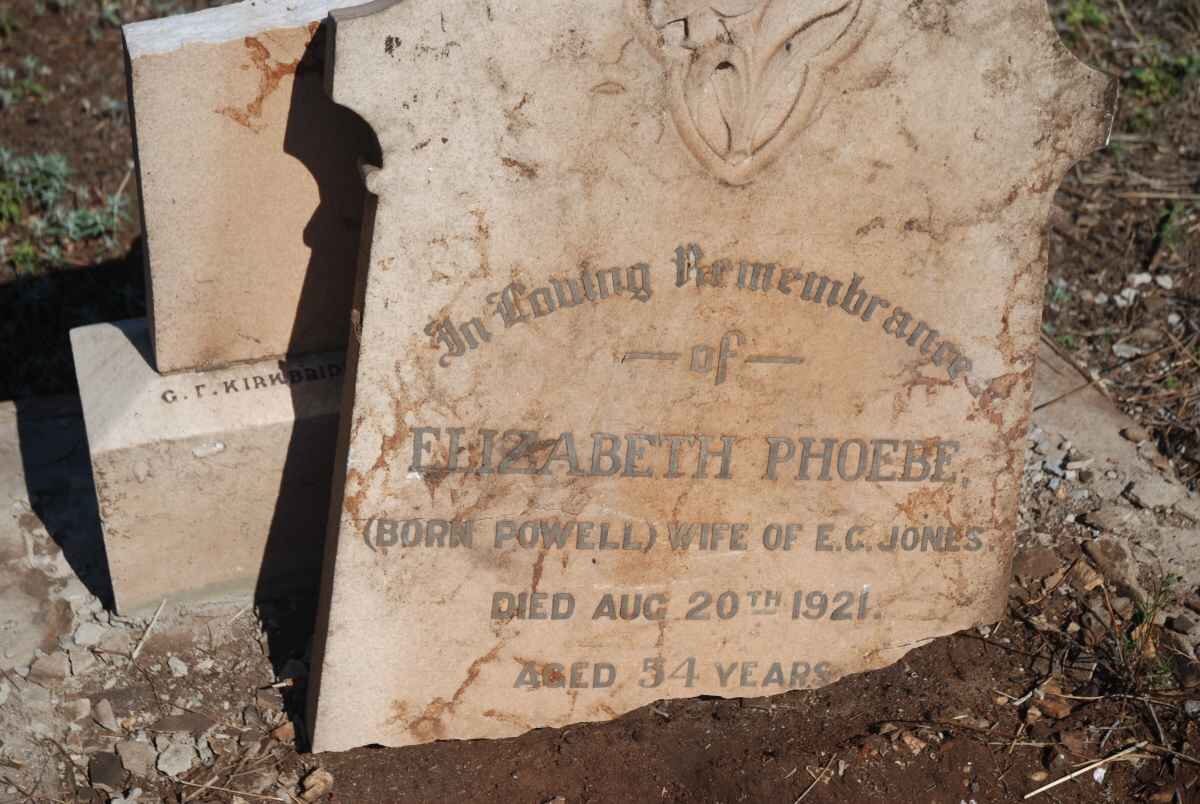 In Loving Remembrance
— of —
ELIZABETH PHOEBE,
(BORN POWELL) WIFE OF E.C. JONES.
DIED AUG 20TH 1921.
AGED 54 YEARS
G. F. KIRKBRID